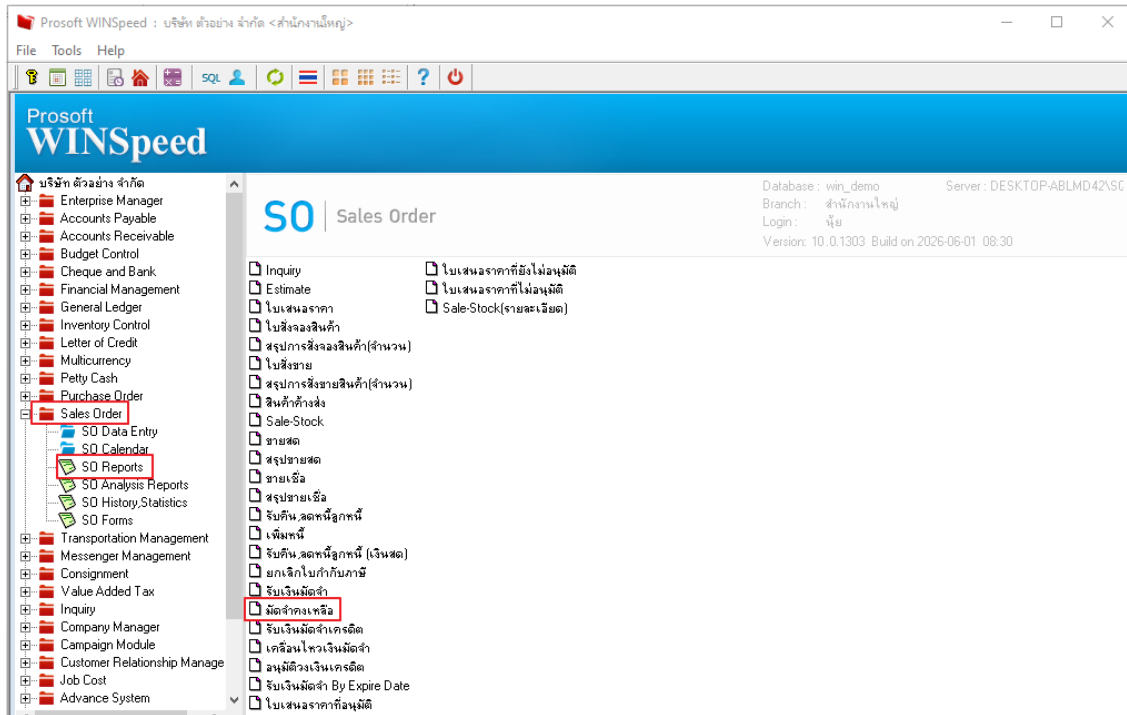 Prosoft WINSpeed : บริษัท ตัวอย่าง จำกัด <สำนักงานใหญ่>
File Tools Help
SQL
Prosoft
WINSpeed
บริษัท ตัวอย่าง จำกัด
Enterprise Manager
Accounts Payable
Accounts Receivable
Budget Control
Cheque and Bank
Financial Management
General Ledger
Inventory Control
Letter of Credit
Multicurrency
Petty Cash
Purchase Order
Sales Order
SO Data Entry
SO Calendar
SO Reports
SO Analysis Reports
SO History,Statistics
SO Forms
Transportation Management
Messenger Management
Consignment
Value Added Tax
Inquiry
Company Manager
Campaign Module
Customer Relationship Manage
Job Cost
Advance System
SO Sales Order
Database : win_demo Server : DESKTOP-ABLMD42\SQ
Branch : สำนักงานใหญ่
Login : นุ้ย
Version: 10.0.1303 Build on 2026-06-01 08:30
Inquiry
Estimate
ใบเสนอราคา
ใบสั่งจองสินค้า
สรุปการสั่งจองสินค้า(จำนวน)
ใบสั่งขาย
สรุปการสั่งขายสินค้า(จำนวน)
สินค้าค้างส่ง
Sale-Stock
ขายสด
สรุปขายสด
ขายเชื่อ
สรุปขายเชื่อ
รับคืน,ลดหนี้ลูกหนี้
เพิ่มหนี้
รับคืน,ลดหนี้ลูกหนี้ (เงินสด)
ยกเลิกใบกำกับภาษี
รับเงินมัดจำ
มัดจำคงเหลือ
รับเงินมัดจำเครดิต
เคลื่อนไหวเงินมัดจำ
อนุมัติวงเงินเครดิต
รับเงินมัดจำ By Expire Date
ใบเสนอราคาที่อนุมัติ
ใบเสนอราคาที่ยังไม่อนุมัติ
ใบเสนอราคาที่ไม่อนุมัติ
Sale-Stock(รายละเอียด)